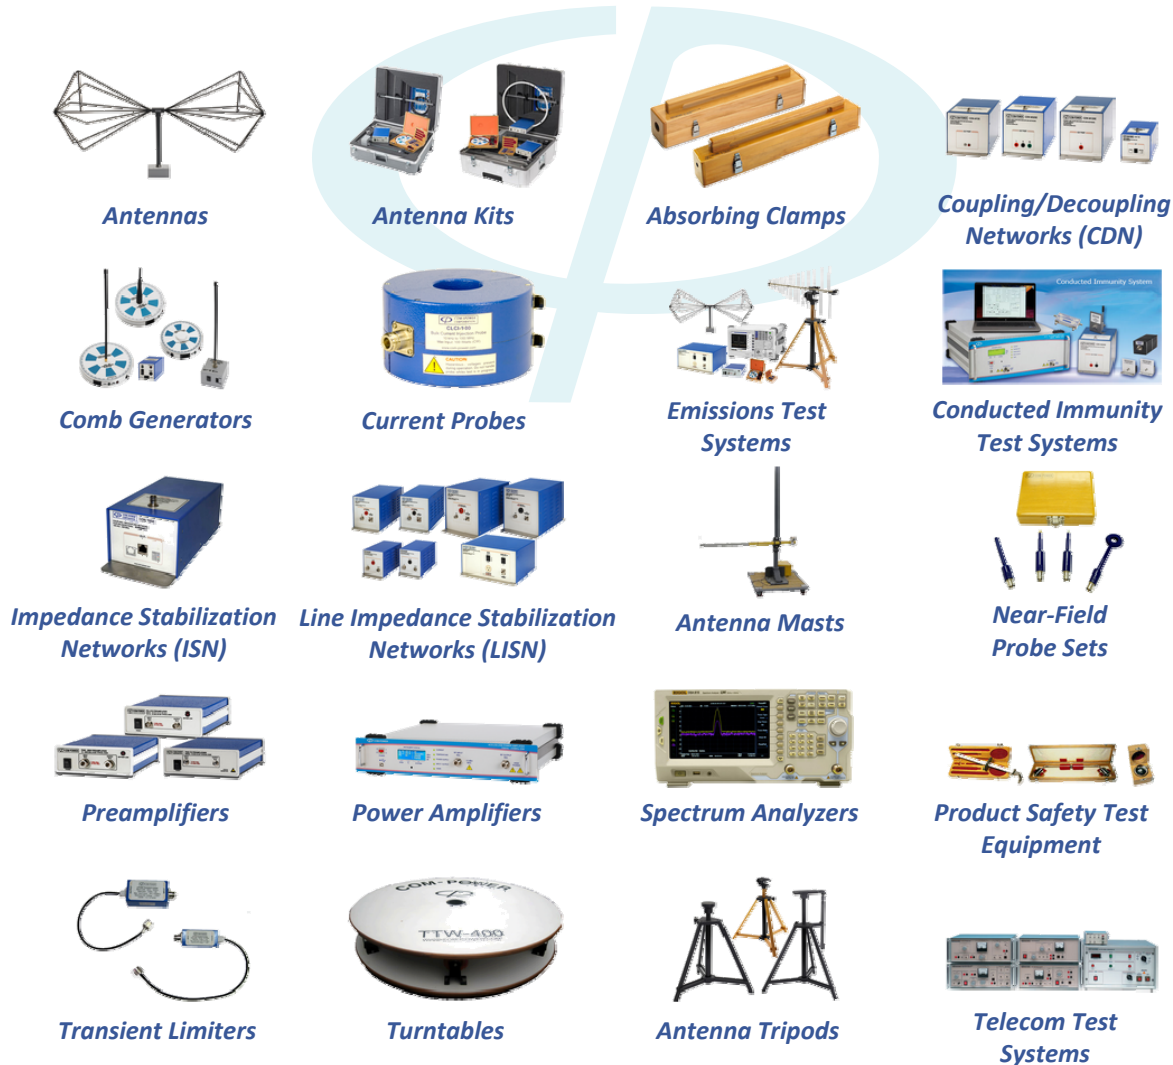 Antennas
Antenna Kits
Absorbing Clamps
Coupling/Decoupling
Networks (CDN)
CLCI-100
CAUTION
Conducted Immunity System
Comb Generators
Current Probes
Emissions Test
Systems
Conducted Immunity
Test Systems
Impedance Stabilization
Networks (ISN)
Line Impedance Stabilization
Networks (LISN)
Antenna Masts
Near-Field
Probe Sets
Preamplifiers
Power Amplifiers
Spectrum Analyzers
Product Safety Test
Equipment
COM-POWER
TTW-400
Transient Limiters
Turntables
Antenna Tripods
Telecom Test
Systems